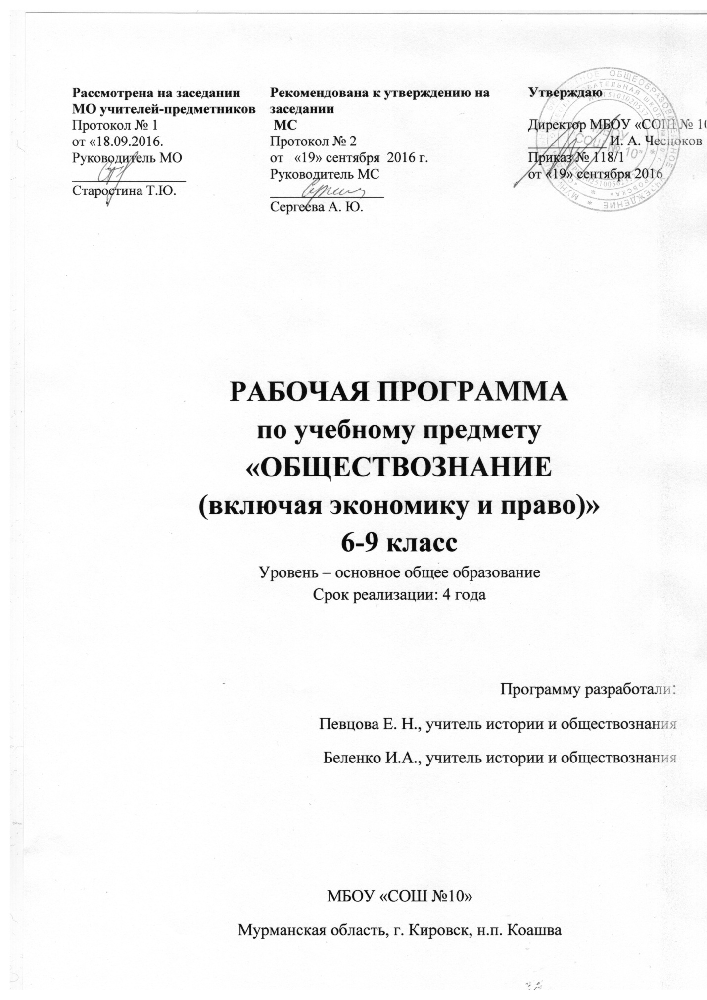 Рассмотрена на заседании
МО учителей-предметников
Протокол № 1
от «18.09.2016.
Руководитель МО
Старостина Т.Ю.
Рекомендована к утверждению на
заседании
МС
Протокол № 2
от «19» сентября 2016 г.
Руководитель МС
Сергеева А. Ю.
Утверждаю
Директор МБОУ «СОШ № 10
И. А. Чесноков
Приказ № 118/1
от «19» сентября 2016
МБОУ
"СОШ № 10"
РАБОЧАЯ ПРОГРАММА
по учебному предмету
«ОБЩЕСТВОЗНАНИЕ
(включая экономику и право)»
6-9 класс
Уровень – основное общее образование
Срок реализации: 4 года
Программу разработали:
Певцова Е. Н., учитель истории и обществознания
Беленко И.А., учитель истории и обществознания
МБОУ «СОШ №10»
Мурманская область, г. Кировск, н.п. Коашва